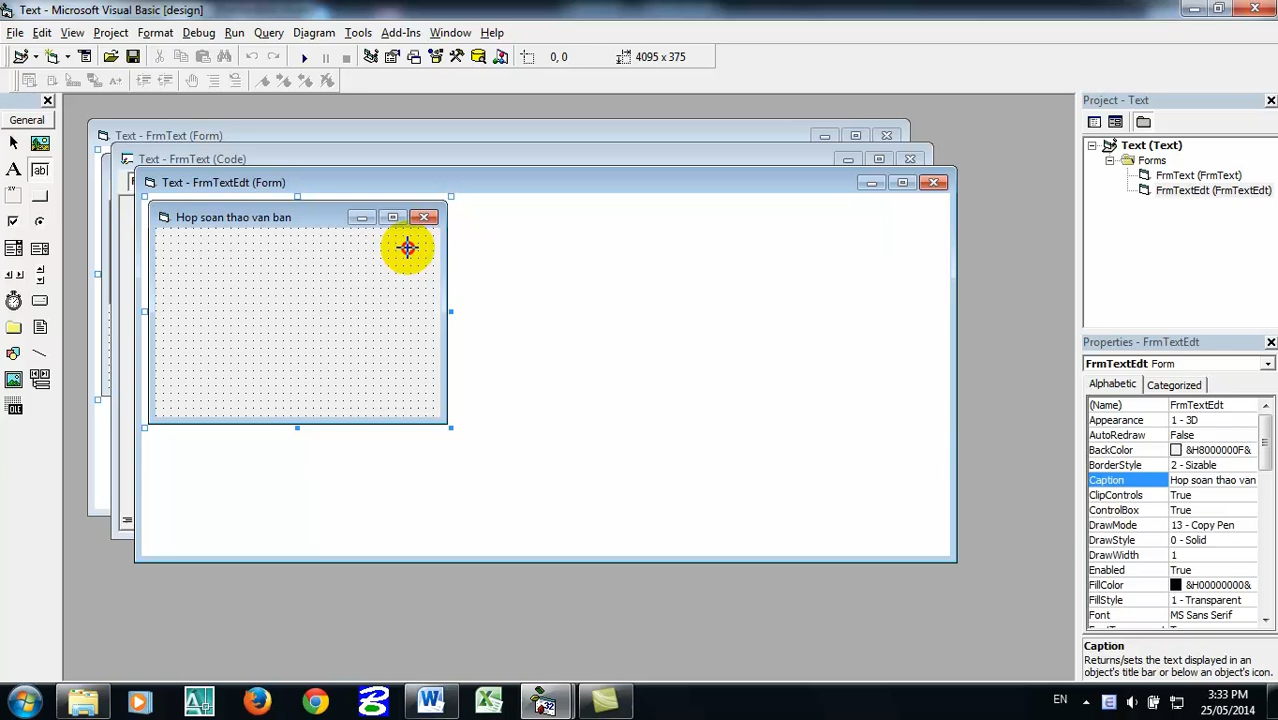 Text - Microsoft Visual Basic [design]
File Edit View Project Format Debug Run Query Diagram Tools Add-Ins Window Help
0, 0 4095 x 375
General
Text - FrmText (Form)
Text - FrmText (Code)
Text - FrmTextEdt (Form)
Hop soan thao van ban
Project - Text
Text (Text)
Forms
FrmText (FrmText)
FrmTextEdt (FrmTextEdt)
Properties - FrmTextEdt
FrmTextEdt Form
Alphabetic Categorized
(Name) FrmTextEdt
Appearance 1 - 3D
AutoRedraw False
BackColor &H8000000F&
BorderStyle 2 - Sizable
Caption Hop soan thao van
ClipControls True
ControlBox True
DrawMode 13 - Copy Pen
DrawStyle 0 - Solid
DrawWidth 1
Enabled True
FillColor &H00000000&
FillStyle 1 - Transparent
Font MS Sans Serif
Caption
Returns/sets the text displayed in an
object's title bar or below an object's icon.
EN
3:33 PM
25/05/2014